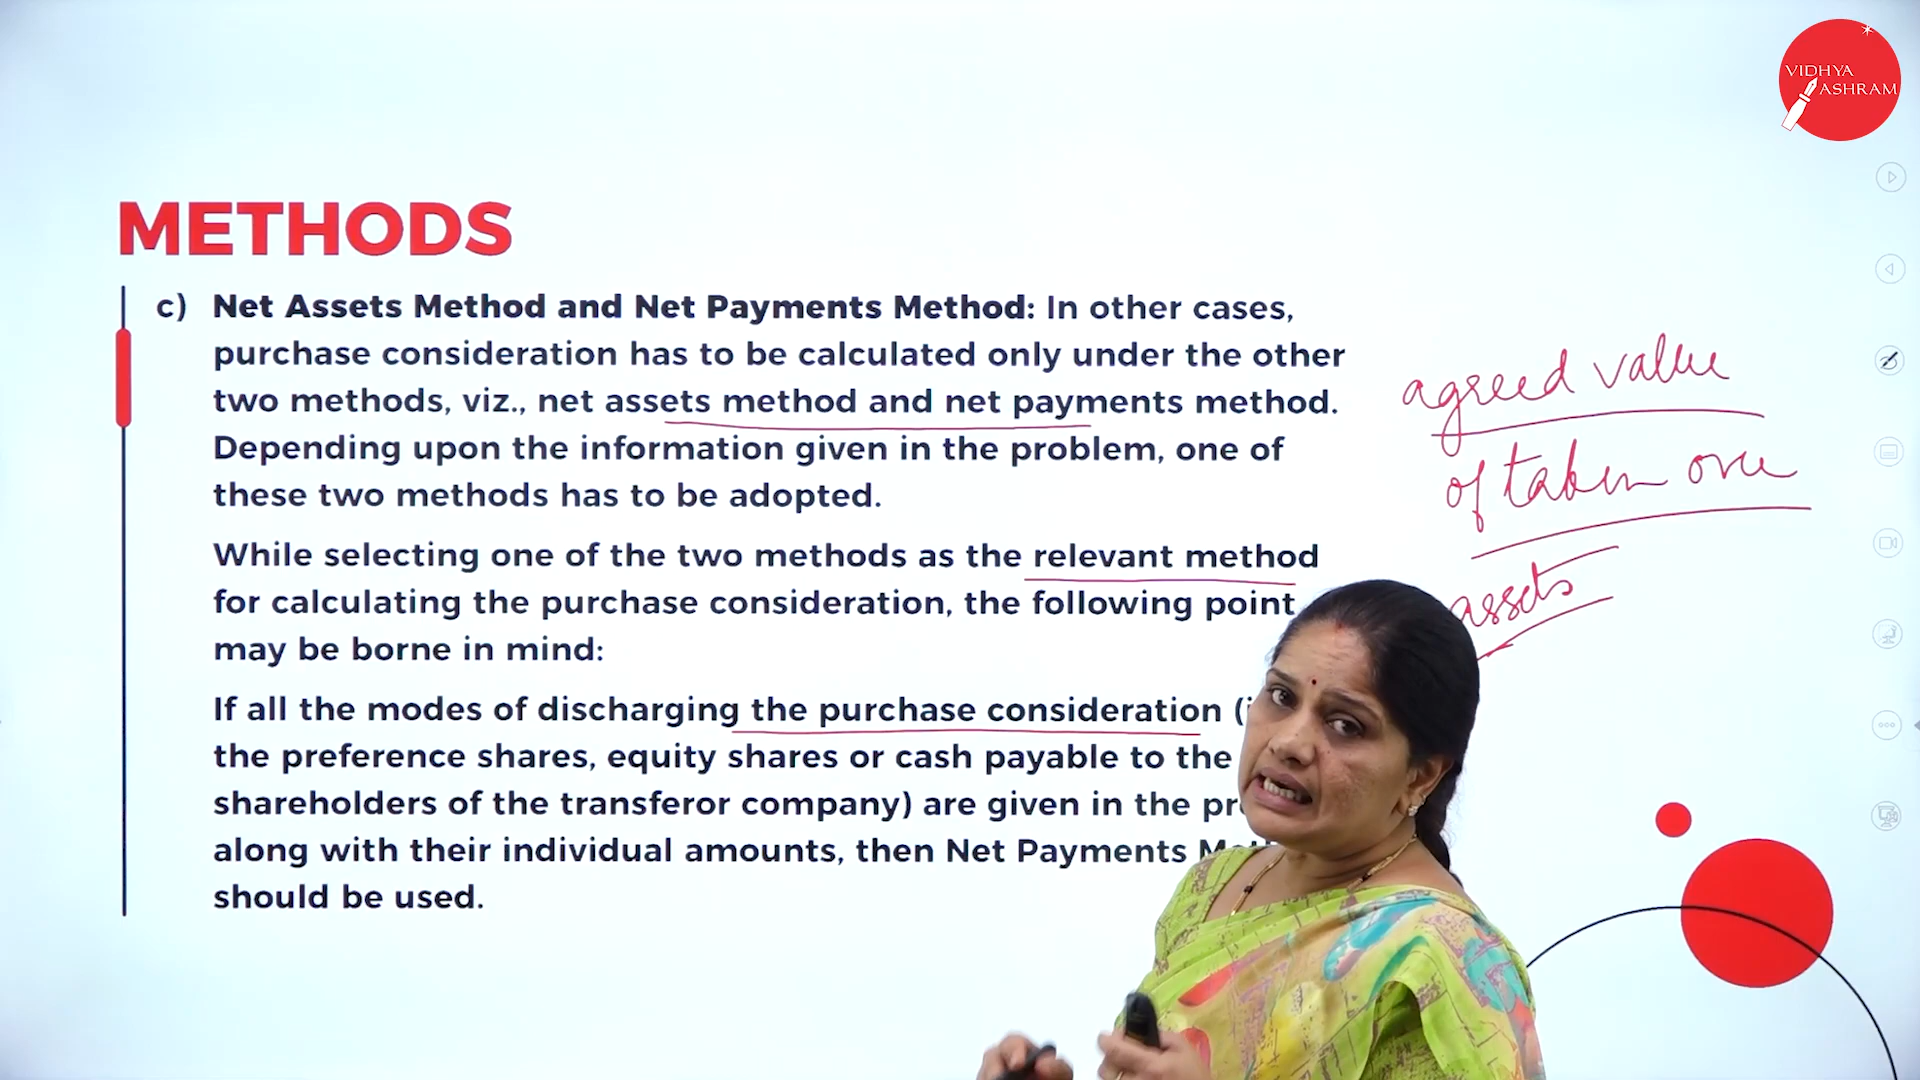 VIDHYA
ASHRAM
METHODS
c) Net Assets Method and Net Payments Method: In other cases,
purchase consideration has to be calculated only under the other
two methods, viz., net assets method and net payments method.
Depending upon the information given in the problem, one of
these two methods has to be adopted.
While selecting one of the two methods as the relevant method
for calculating the purchase consideration, the following point
may be borne in mind:
If all the modes of discharging the purchase consideration (
the preference shares, equity shares or cash payable to the
shareholders of the transferor company) are given in the
along with their individual amounts, then Net Payments
should be used.
agreed value
of taken over
assets